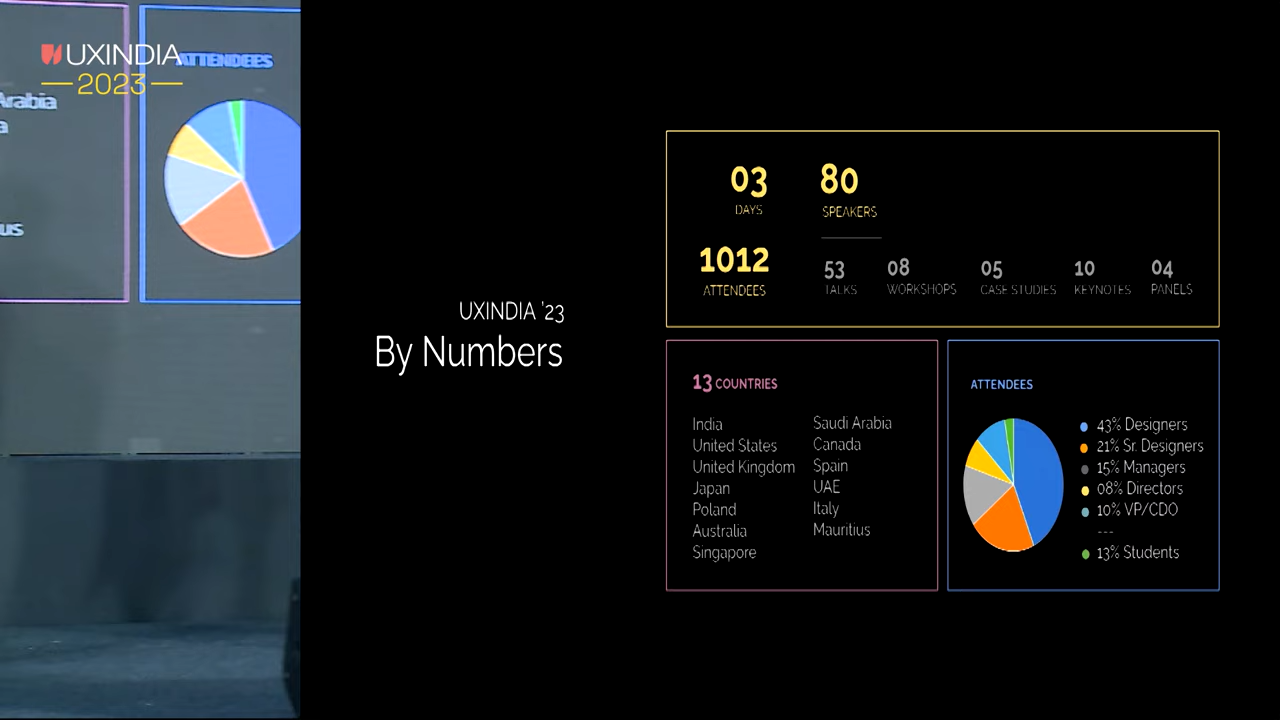 UXINDIA
2023
ATTENDEES
Arabia
a
us
UXINDIA '23
By Numbers
03
DAYS
80
SPEAKERS
1012
ATTENDEES
53
TALKS
08
WORKSHOPS
05
CASE STUDIES
10
KEYNOTES
04
PANELS
13 COUNTRIES
India
United States
United Kingdom
Japan
Poland
Australia
Singapore
Saudi Arabia
Canada
Spain
UAE
Italy
Mauritius
ATTENDEES
43% Designers
21% Sr. Designers
15% Managers
08% Directors
10% VP/CDO
---
13% Students